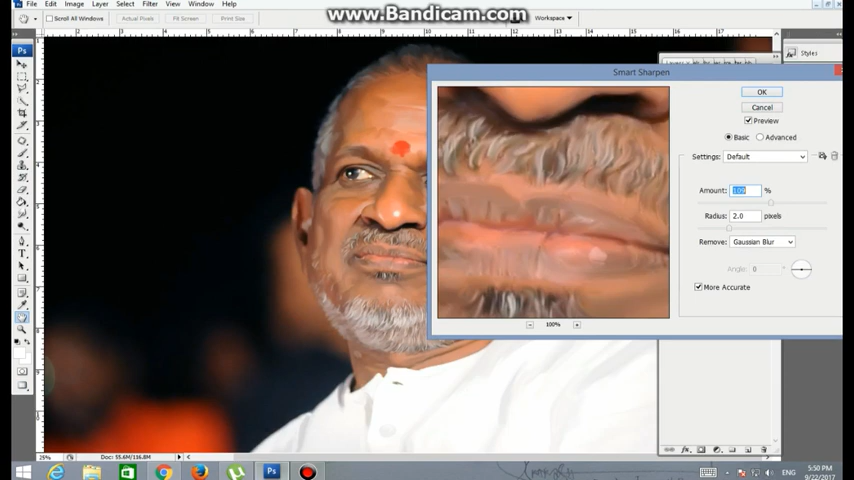 www.Bandicam.com
File Edit Image Layer Select Filter View Window Help
Scroll All Windows Actual Pixels Fit Screen Print Size Workspace
Ps
Styles
Smart Sharpen
OK
Cancel
Preview
Basic Advanced
Settings: Default
Amount: 109 %
Radius: 2.0 pixels
Remove: Gaussian Blur
Angle: 0 °
More Accurate
100%
25% Doc: 55.6M/116.8M
ENG 5:50 PM
9/22/2017